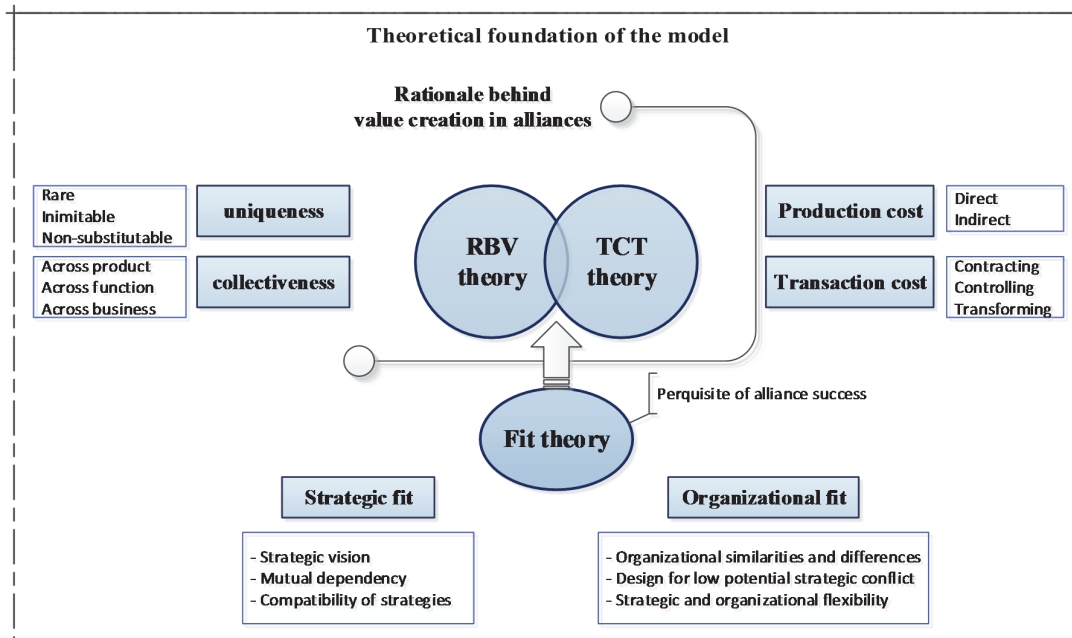 Theoretical foundation of the model
Rationale behind
value creation in alliances
Rare
Inimitable
Non-substitutable
uniqueness
Across product
Across function
Across business
collectiveness
RBV
theory
TCT
theory
Production cost
Direct
Indirect
Transaction cost
Contracting
Controlling
Transforming
Perquisite of alliance success
Fit theory
Strategic fit
- Strategic vision
- Mutual dependency
- Compatibility of strategies
Organizational fit
- Organizational similarities and differences
- Design for low potential strategic conflict
- Strategic and organizational flexibility